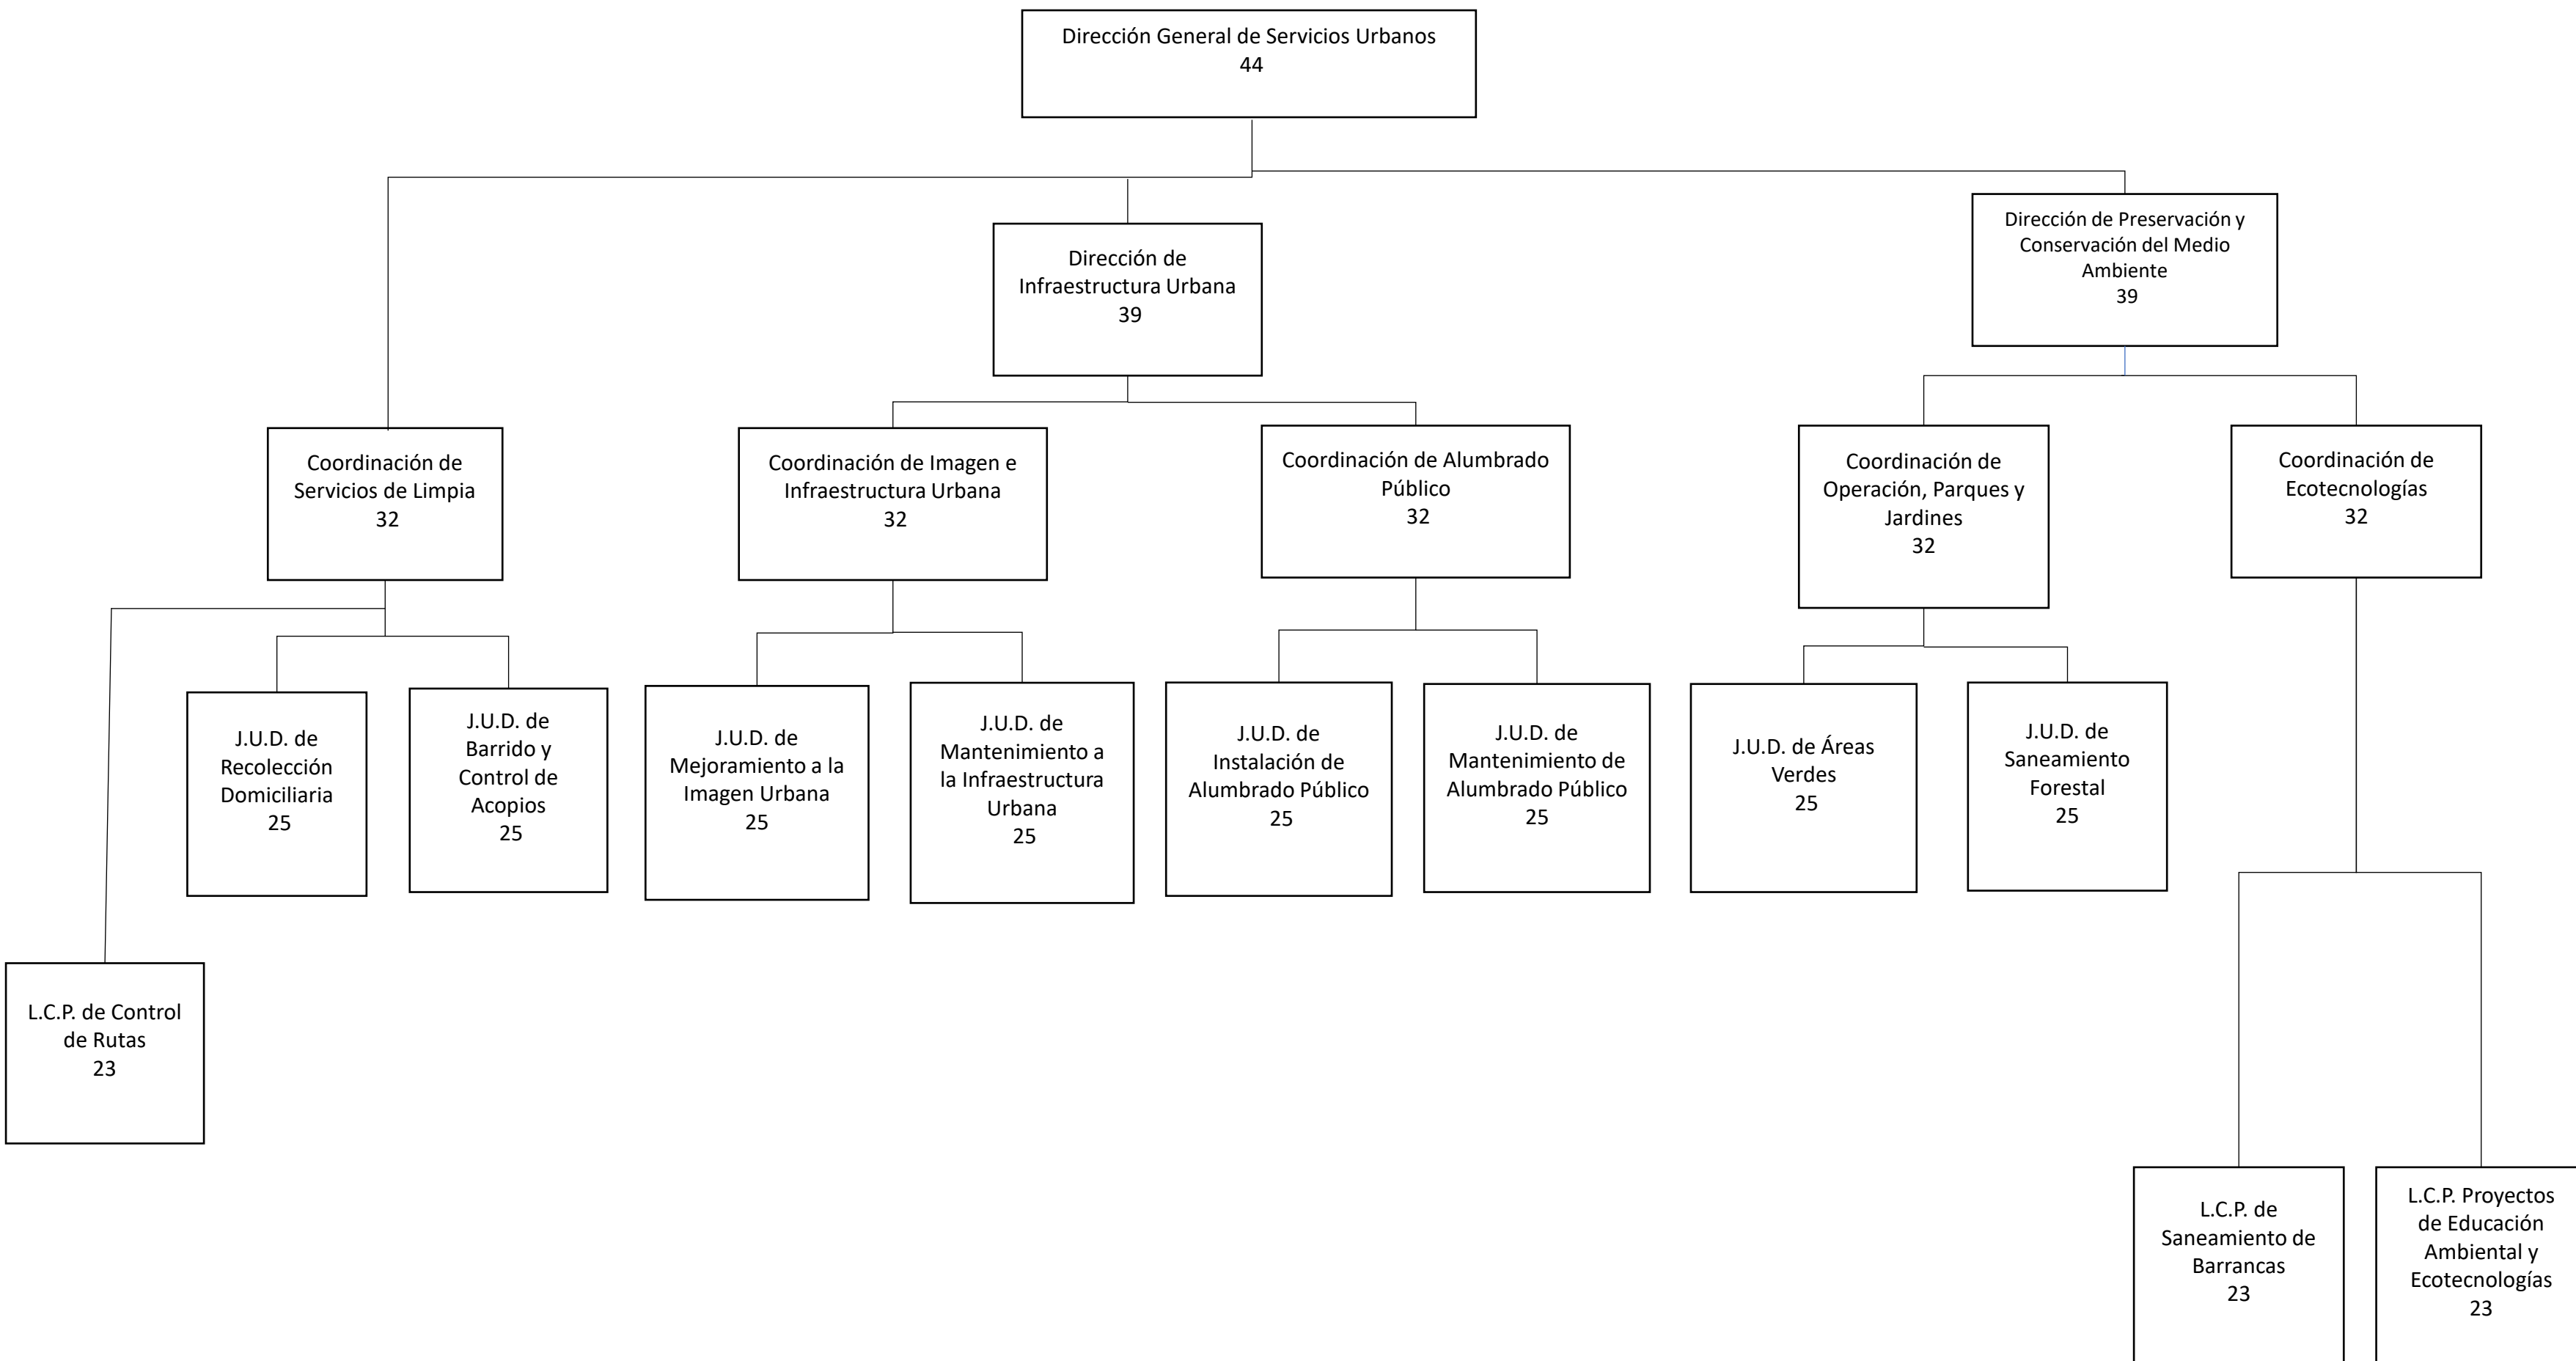 Dirección General de Servicios Urbanos
44
Dirección de
Infraestructura Urbana
39
Dirección de Preservación y
Conservación del Medio
Ambiente
39
Coordinación de
Servicios de Limpia
32
Coordinación de Imagen e
Infraestructura Urbana
32
Coordinación de Alumbrado
Público
32
Coordinación de
Operación, Parques y
Jardines
32
Coordinación de
Ecotecnologías
32
J.U.D. de
Recolección
Domiciliaria
25
J.U.D. de
Barrido y
Control de
Acopios
25
J.U.D. de
Mejoramiento a la
Imagen Urbana
25
J.U.D. de
Mantenimiento a
la Infraestructura
Urbana
25
J.U.D. de
Instalación de
Alumbrado Público
25
J.U.D. de
Mantenimiento de
Alumbrado Público
25
J.U.D. de Áreas
Verdes
25
J.U.D. de
Saneamiento
Forestal
25
L.C.P. de Control
de Rutas
23
L.C.P. de
Saneamiento de
Barrancas
23
L.C.P. Proyectos
de Educación
Ambiental y
Ecotecnologías
23